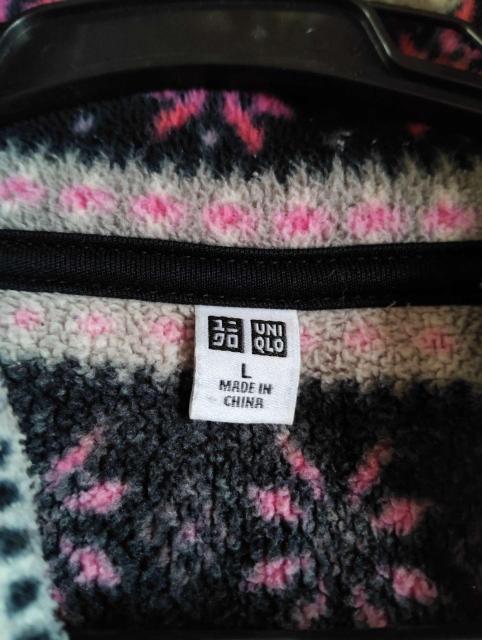 ユニ UNI
クロ QLO
L
MADE IN
CHINA